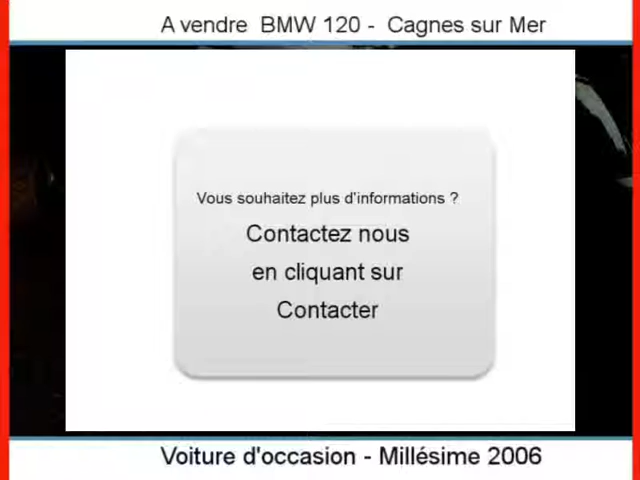 A vendre BMW 120 - Cagnes sur Mer
Vous souhaitez plus d'informations ?
Contactez nous
en cliquant sur
Contacter
Voiture d'occasion - Millésime 2006